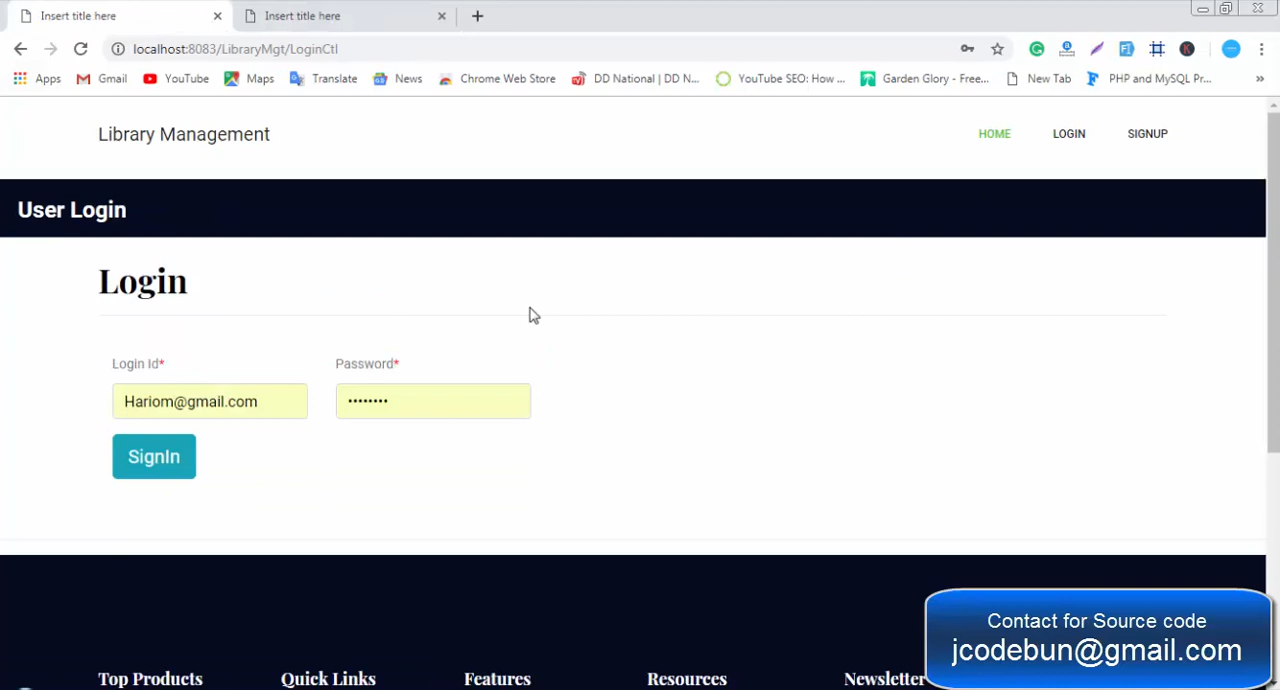 Insert title here
Insert title here
localhost:8083/LibraryMgt/LoginCtl
Apps Gmail YouTube Maps Translate News Chrome Web Store DD National | DD N... YouTube SEO: How ... Garden Glory - Free... New Tab PHP and MySQL Pr... »
Library Management
HOME LOGIN SIGNUP
User Login
Login
Login Id* Password*
Hariom@gmail.com ••••••••
SignIn
Contact for Source code
jcodebun@gmail.com
Top Products Quick Links Features Resources Newsletter